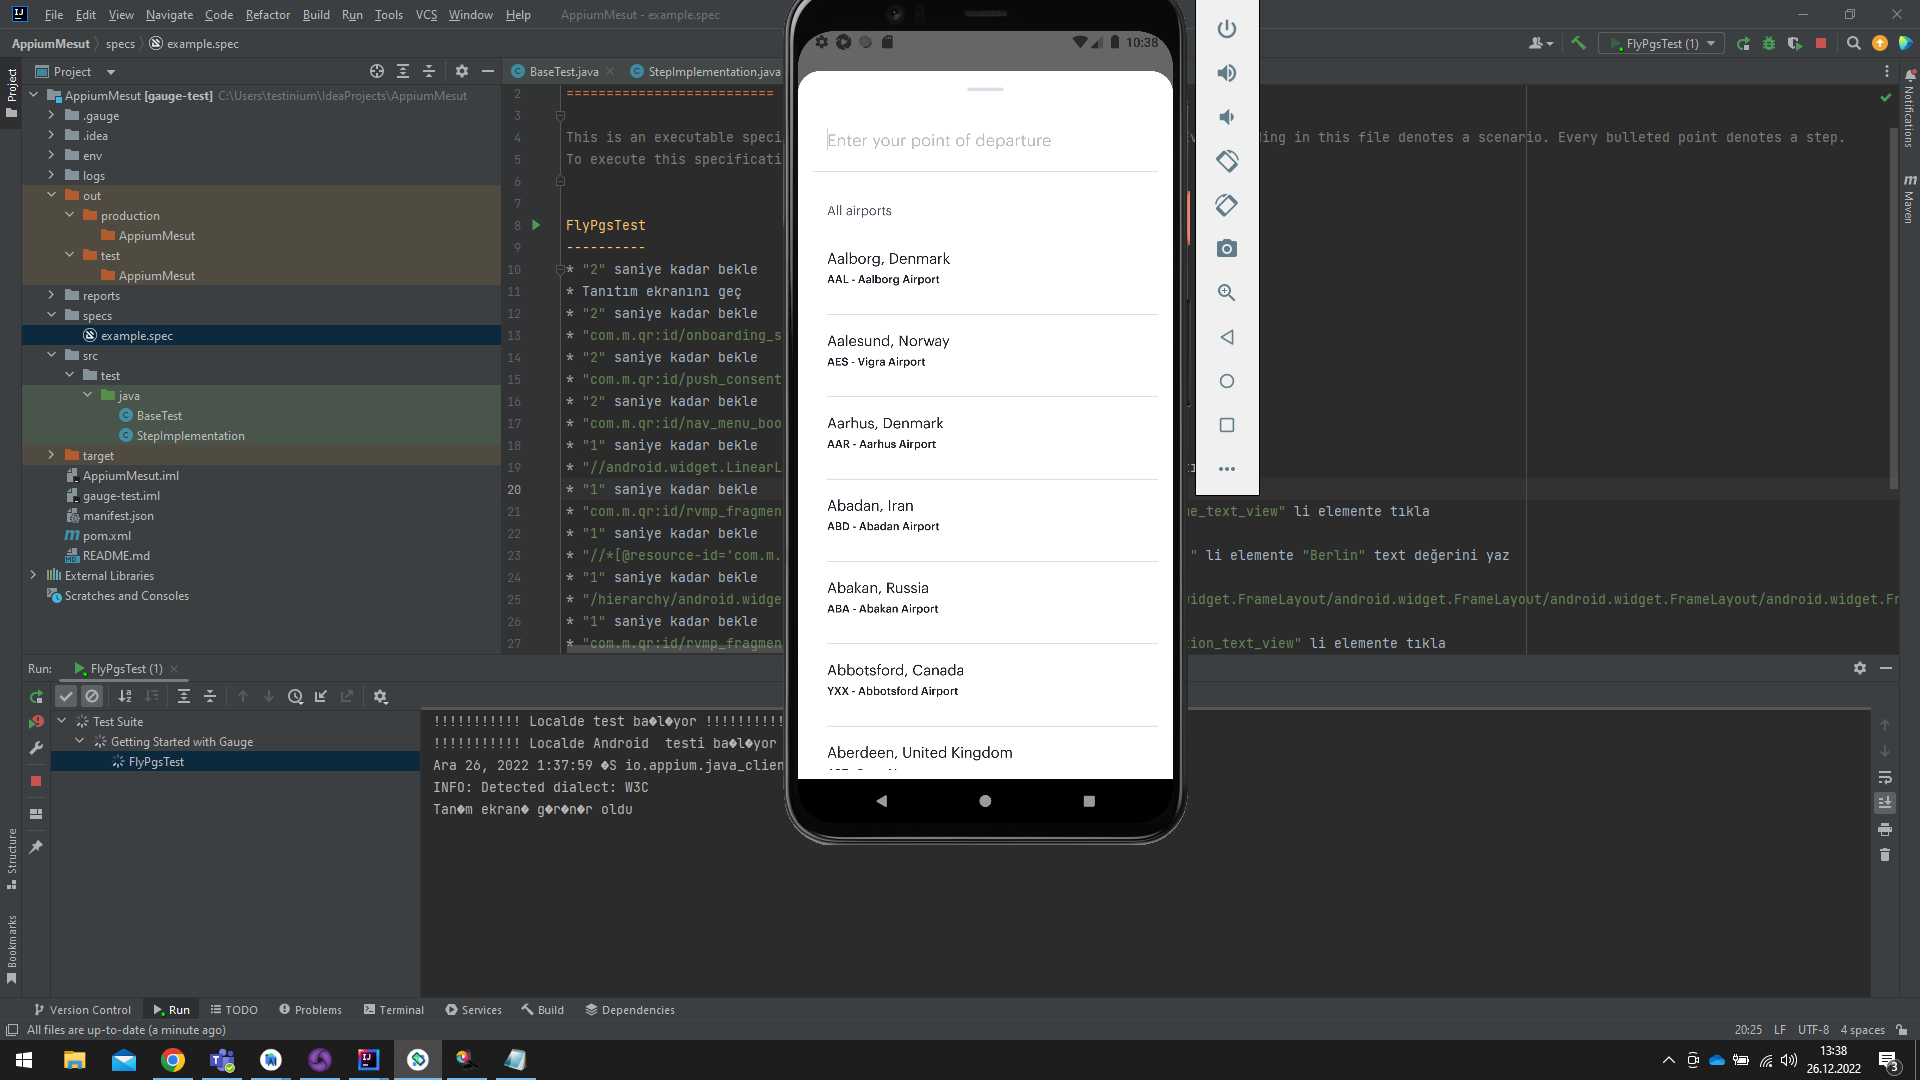 File Edit View Navigate Code Refactor Build Run Tools VCS Window Help AppiumMesut - example.spec
AppiumMesut specs example.spec
FlyPgsTest (1)
Project
BaseTest.java StepImplementation.java
AppiumMesut [gauge-test] C:\Users\testinium\IdeaProjects\AppiumMesut
.gauge
.idea
env
logs
out
production
AppiumMesut
test
AppiumMesut
reports
specs
example.spec
src
test
java
BaseTest
StepImplementation
target
AppiumMesut.iml
gauge-test.iml
manifest.json
pom.xml
README.md
External Libraries
Scratches and Consoles
2 ==========================
3
4 This is an executable speci ing in this file denotes a scenario. Every bulleted point denotes a step.
5 To execute this specificati
6
7
8 FlyPgsTest
9 ----------
10 * "2" saniye kadar bekle
11 * Tanıtım ekranını geç
12 * "2" saniye kadar bekle
13 * "com.m.qr:id/onboarding_s
14 * "2" saniye kadar bekle
15 * "com.m.qr:id/push_consent
16 * "2" saniye kadar bekle
17 * "com.m.qr:id/nav_menu_boo
18 * "1" saniye kadar bekle
19 * "//android.widget.LinearL
20 * "1" saniye kadar bekle
21 * "com.m.qr:id/rvmp_fragmen e_text_view" li elemente tıkla
22 * "1" saniye kadar bekle
23 * "//*[@resource-id='com.m. " li elemente "Berlin" text değerini yaz
24 * "1" saniye kadar bekle
25 * "/hierarchy/android.widge widget.FrameLayout/android.widget.FrameLayout/android.widget.FrameLayout/android.widget.Fr
26 * "1" saniye kadar bekle
27 * "com.m.qr:id/rvmp_fragmen ion_text_view" li elemente tıkla
10:38
Enter your point of departure
All airports
Aalborg, Denmark
AAL - Aalborg Airport
Aalesund, Norway
AES - Vigra Airport
Aarhus, Denmark
AAR - Aarhus Airport
Abadan, Iran
ABD - Abadan Airport
Abakan, Russia
ABA - Abakan Airport
Abbotsford, Canada
YXX - Abbotsford Airport
Aberdeen, United Kingdom
Project
Structure
Bookmarks
Notifications
Maven
Run: FlyPgsTest (1)
Test Suite
Getting Started with Gauge
FlyPgsTest
!!!!!!!!!!! Localde test ba�l�yor !!!!!!!!!!
!!!!!!!!!!! Localde Android  testi ba�l�yor
Ara 26, 2022 1:37:59 �S io.appium.java_clien
INFO: Detected dialect: W3C
Tan�m ekran� g�r�n�r oldu
Version Control Run TODO Problems Terminal Services Build Dependencies
All files are up-to-date (a minute ago) 20:25 LF UTF-8 4 spaces
13:38
26.12.2022
3